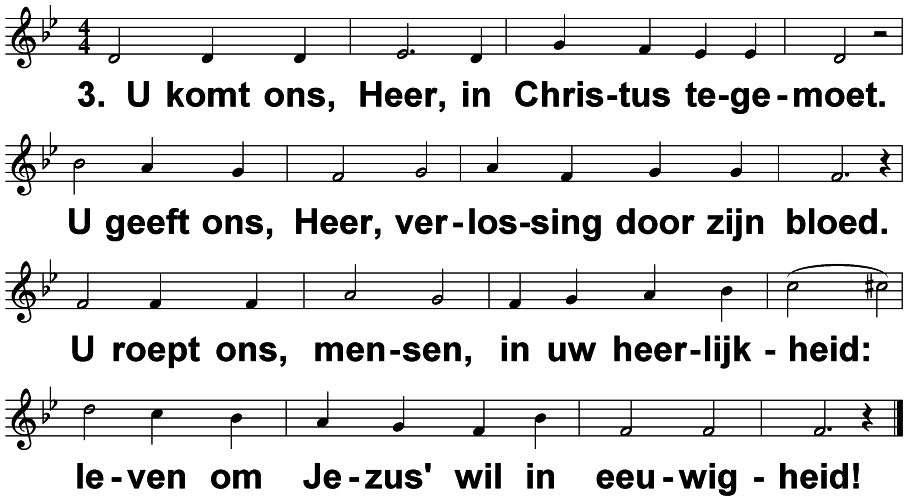 3. U komt ons, Heer, in Chris-tus te-ge-moet.
U geeft ons, Heer, ver-los-sing door zijn bloed.
U roept ons, men-sen, in uw heer-lijk-heid:
le-ven om Je-zus' wil in eeu-wig-heid!